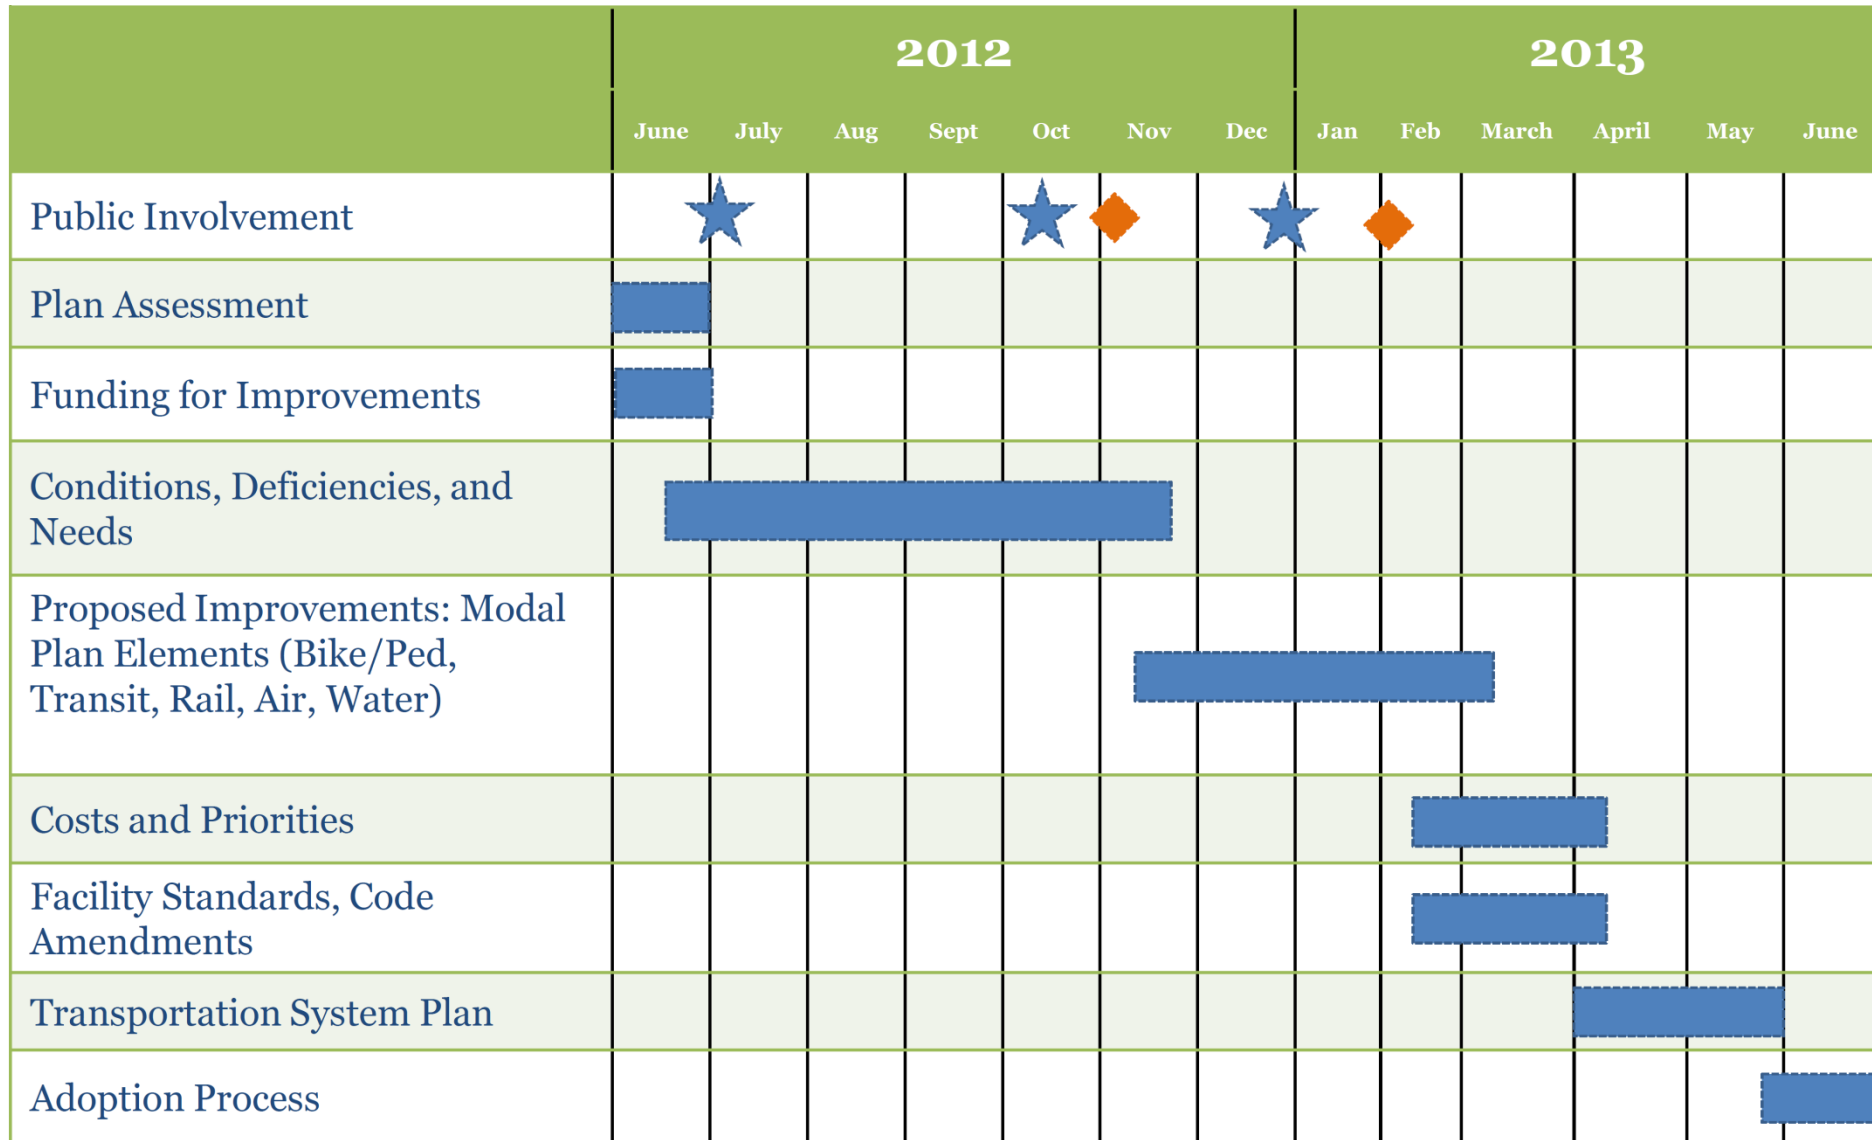 2012 2013
June July Aug Sept Oct Nov Dec Jan Feb March April May June
Public Involvement
Plan Assessment
Funding for Improvements
Conditions, Deficiencies, and
Needs
Proposed Improvements: Modal
Plan Elements (Bike/Ped,
Transit, Rail, Air, Water)
Costs and Priorities
Facility Standards, Code
Amendments
Transportation System Plan
Adoption Process